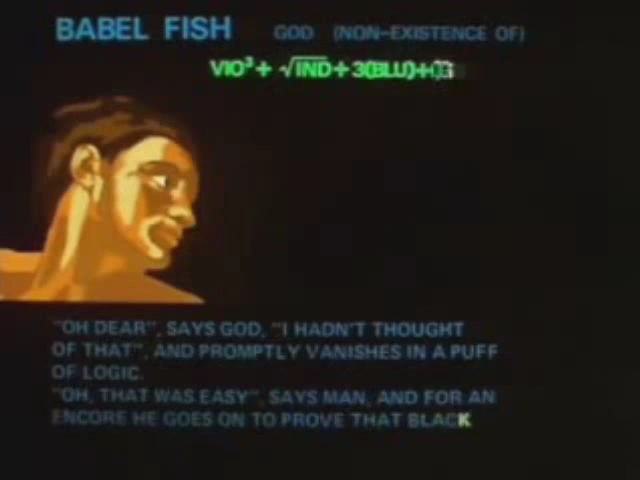 BABEL FISH GOD (NON-EXISTENCE OF)
VIO³+ √IND+ 3(BLU)+
"OH DEAR", SAYS GOD, "I HADN'T THOUGHT
OF THAT", AND PROMPTLY VANISHES IN A PUFF
OF LOGIC.
"OH, THAT WAS EASY", SAYS MAN, AND FOR AN
ENCORE HE GOES ON TO PROVE THAT BLACK